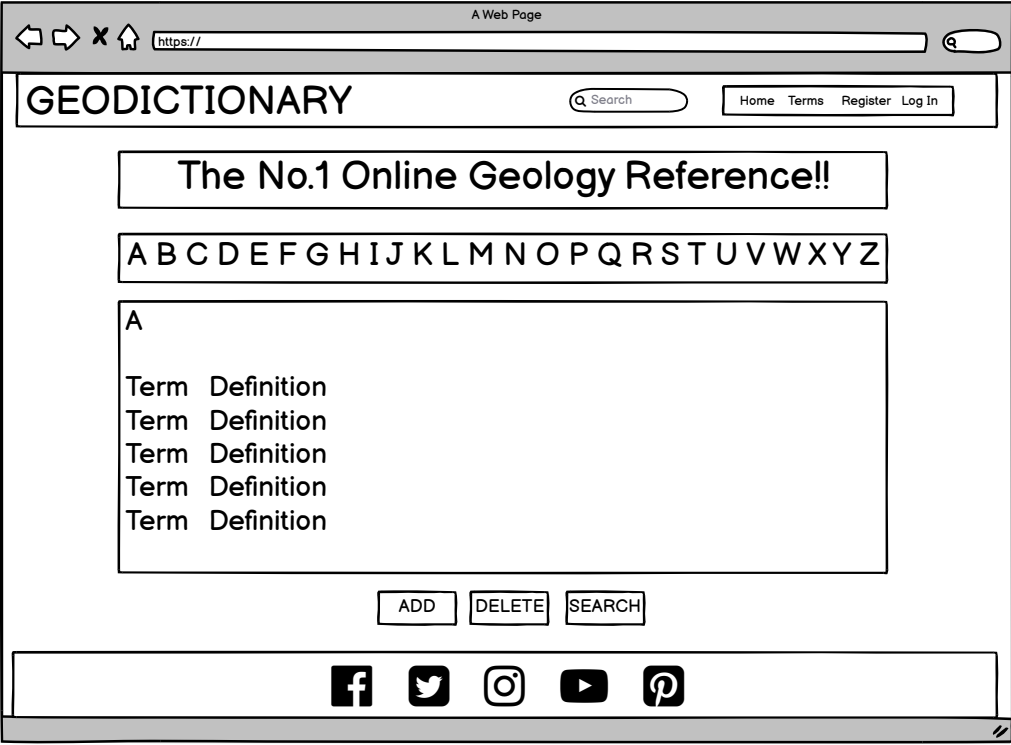 A Web Page
https://
GEODICTIONARY
Search
Home Terms Register Log In
The No.1 Online Geology Reference!!
A B C D E F G H I J K L M N O P Q R S T U V W X Y Z
A
Term Definition
Term Definition
Term Definition
Term Definition
Term Definition
ADD DELETE SEARCH